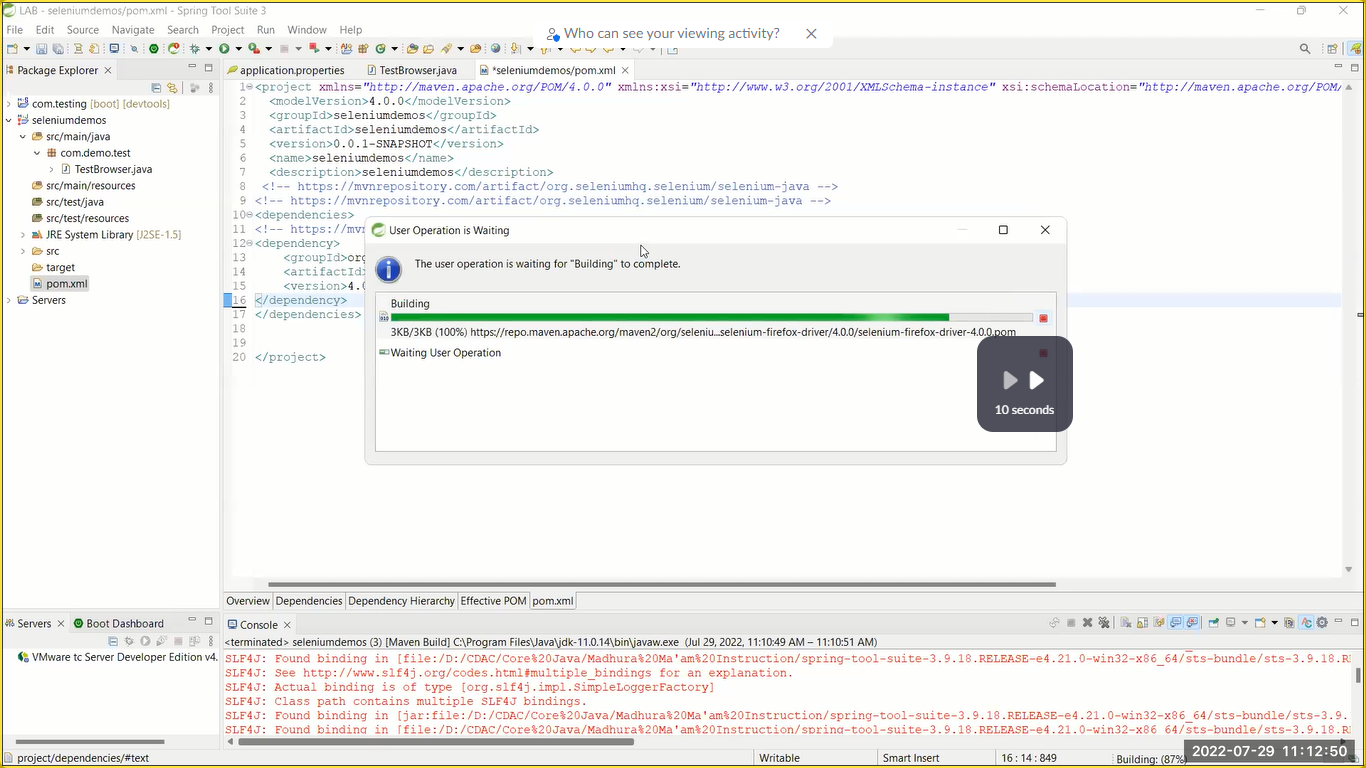 LAB - seleniumdemos/pom.xml - Spring Tool Suite 3
File Edit Source Navigate Search Project Run Window Help
Who can see your viewing activity?
Package Explorer
application.properties
TestBrowser.java
*seleniumdemos/pom.xml
com.testing [boot] [devtools]
seleniumdemos
src/main/java
com.demo.test
TestBrowser.java
src/main/resources
src/test/java
src/test/resources
JRE System Library [J2SE-1.5]
src
target
pom.xml
Servers
1 <project xmlns="http://maven.apache.org/POM/4.0.0" xmlns:xsi="http://www.w3.org/2001/XMLSchema-instance" xsi:schemaLocation="http://maven.apache.org/POM/
2 <modelVersion>4.0.0</modelVersion>
3 <groupId>seleniumdemos</groupId>
4 <artifactId>seleniumdemos</artifactId>
5 <version>0.0.1-SNAPSHOT</version>
6 <name>seleniumdemos</name>
7 <description>seleniumdemos</description>
8 <!-- https://mvnrepository.com/artifact/org.seleniumhq.selenium/selenium-java -->
9 <!-- https://mvnrepository.com/artifact/org.seleniumhq.selenium/selenium-java -->
10 <dependencies>
11 <!-- https://mv
12 <dependency>
13 <groupId>org
14 <artifactId>
15 <version>4.0
16 </dependency>
17 </dependencies>
18
19
20 </project>
User Operation is Waiting
The user operation is waiting for "Building" to complete.
Building
3KB/3KB (100%) https://repo.maven.apache.org/maven2/org/seleniu...selenium-firefox-driver/4.0.0/selenium-firefox-driver-4.0.0.pom
Waiting User Operation
10 seconds
Overview Dependencies Dependency Hierarchy Effective POM pom.xml
Servers
Boot Dashboard
VMware tc Server Developer Edition v4.
Console
<terminated> seleniumdemos (3) [Maven Build] C:\Program Files\Java\jdk-11.0.14\bin\javaw.exe (Jul 29, 2022, 11:10:49 AM – 11:10:51 AM)
SLF4J: Found binding in [file:/D:/CDAC/Core%20Java/Madhura%20Ma'am%20Instruction/spring-tool-suite-3.9.18.RELEASE-e4.21.0-win32-x86_64/sts-bundle/sts-3.9.18.R
SLF4J: See http://www.slf4j.org/codes.html#multiple_bindings for an explanation.
SLF4J: Actual binding is of type [org.slf4j.impl.SimpleLoggerFactory]
SLF4J: Class path contains multiple SLF4J bindings.
SLF4J: Found binding in [jar:file:/D:/CDAC/Core%20Java/Madhura%20Ma'am%20Instruction/spring-tool-suite-3.9.18.RELEASE-e4.21.0-win32-x86_64/sts-bundle/sts-3.9.
SLF4J: Found binding in [file:/D:/CDAC/Core%20Java/Madhura%20Ma'am%20Instruction/spring-tool-suite-3.9.18.RELEASE-e4.21.0-win32-x86_64/sts-bundle/sts-3.9.18.R
project/dependencies/#text
Writable
Smart Insert
16 : 14 : 849
Building: (87%)
2022-07-29 11:12:50